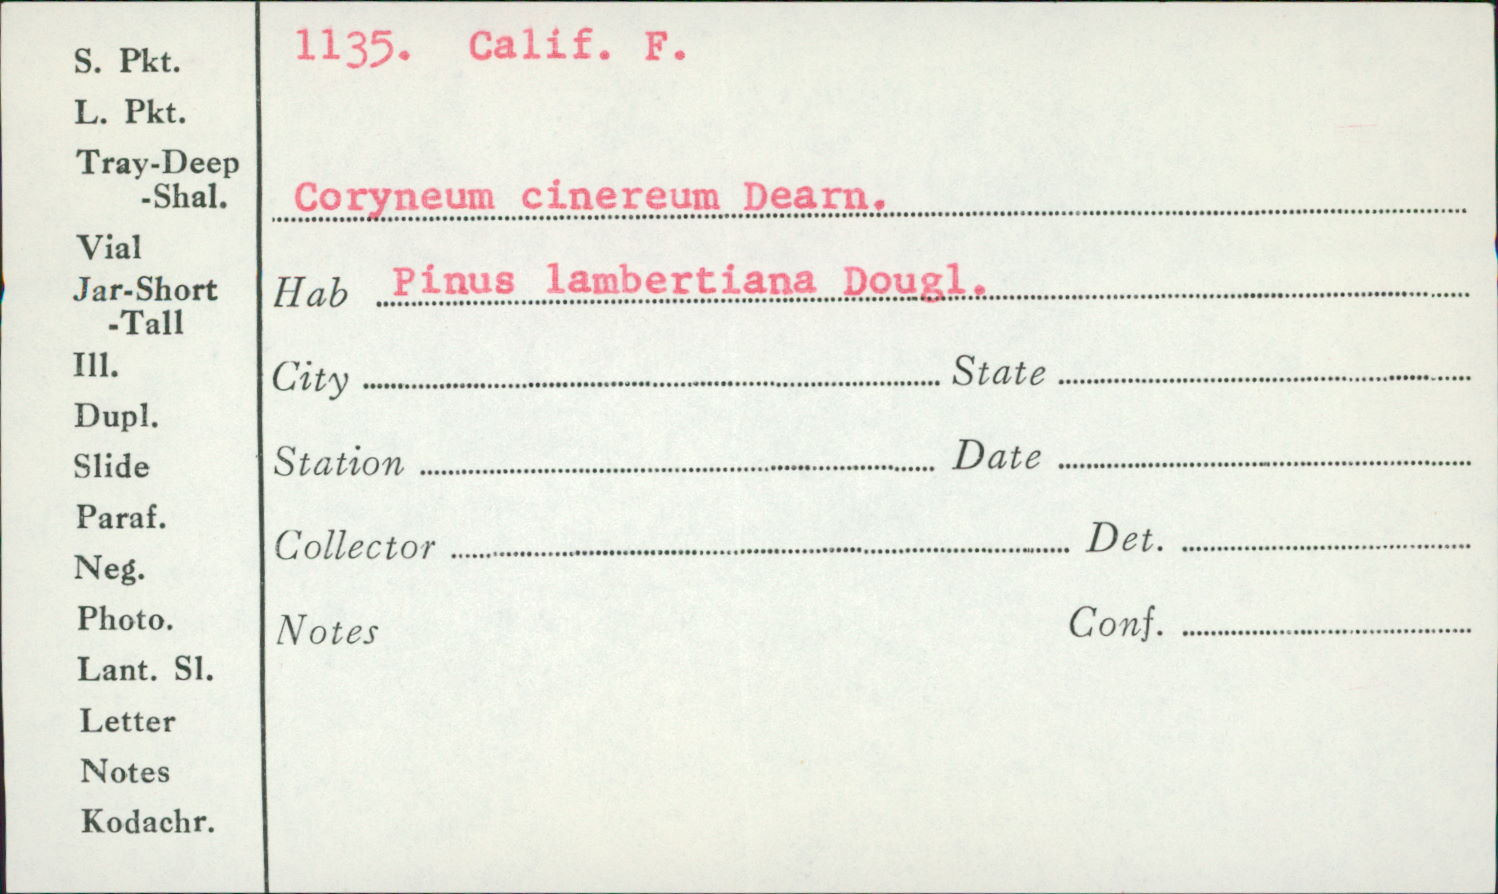 S. Pkt.
L. Pkt.
Tray-Deep
-Shal.
Vial
Jar-Short
-Tall
Ill.
Dupl.
Slide
Paraf.
Neg.
Photo.
Lant. Sl.
Letter
Notes
Kodachr.
1135. Calif. F.
Coryneum cinereum Dearn.
Hab Pinus lambertiana Dougl.
City State
Station Date
Collector Det.
Notes Conf.